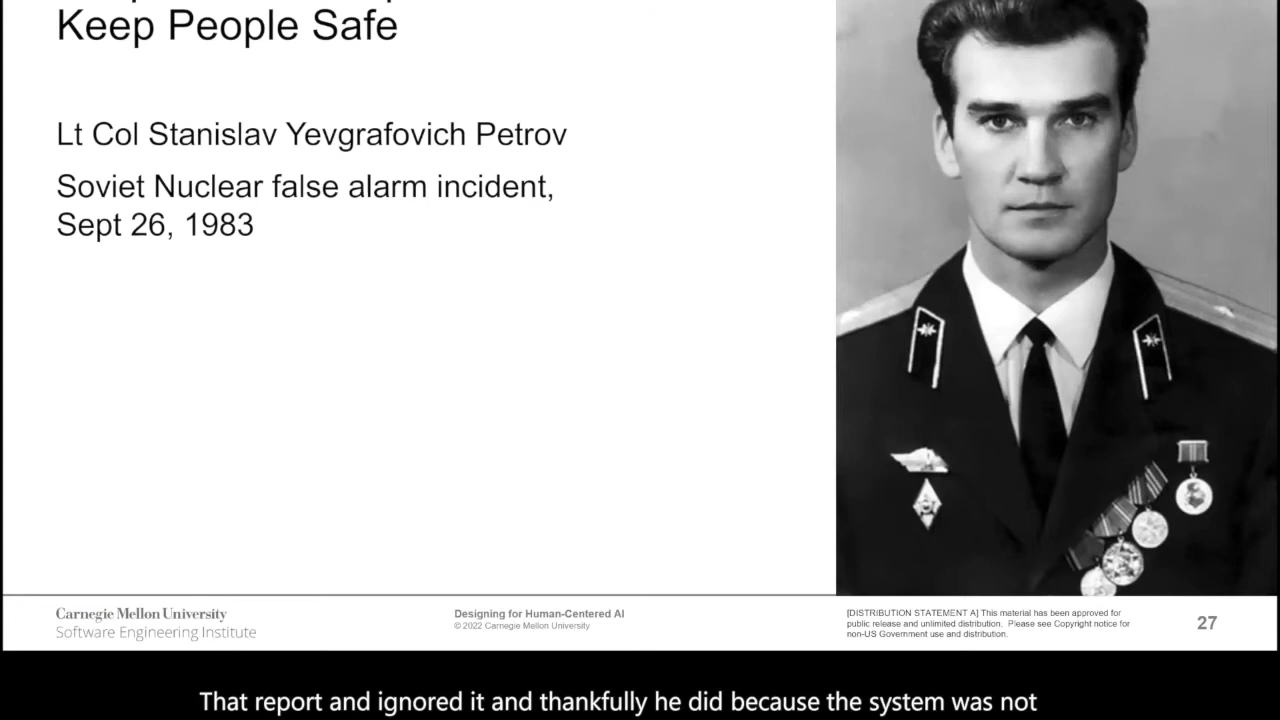 Keep People Safe
Lt Col Stanislav Yevgrafovich Petrov
Soviet Nuclear false alarm incident,
Sept 26, 1983
Carnegie Mellon University
Software Engineering Institute
Designing for Human-Centered AI
© 2022 Carnegie Mellon University
[DISTRIBUTION STATEMENT A] This material has been approved for
public release and unlimited distribution. Please see Copyright notice for
non-US Government use and distribution.
27
That report and ignored it and thankfully he did because the system was not